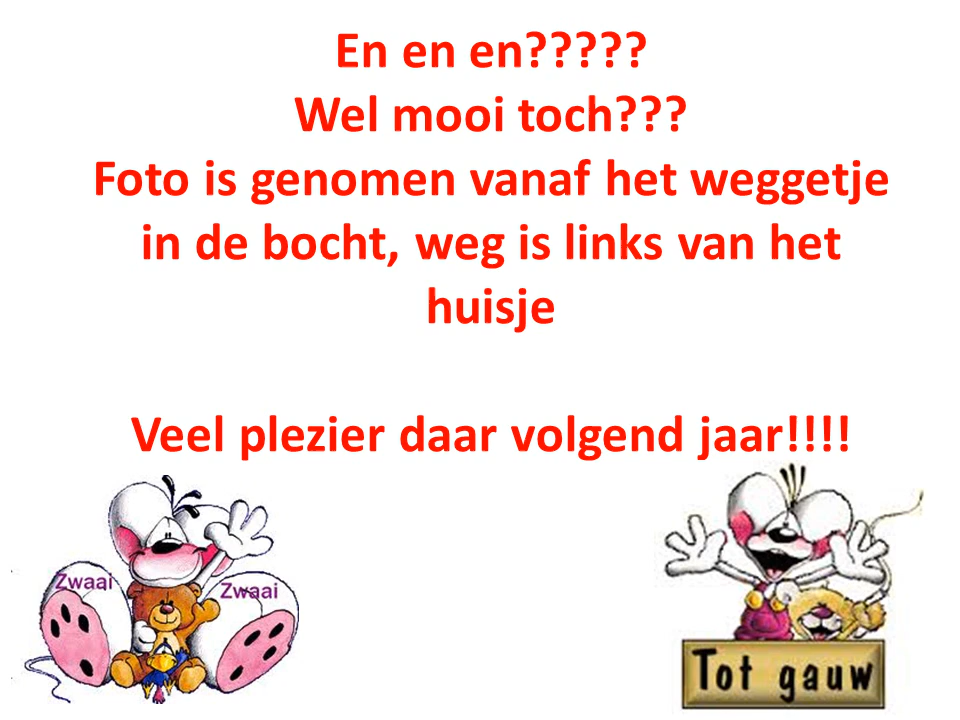 En en en?????
Wel mooi toch???
Foto is genomen vanaf het weggetje
in de bocht, weg is links van het
huisje
Veel plezier daar volgend jaar!!!!
Zwaai
Zwaai
Tot gauw